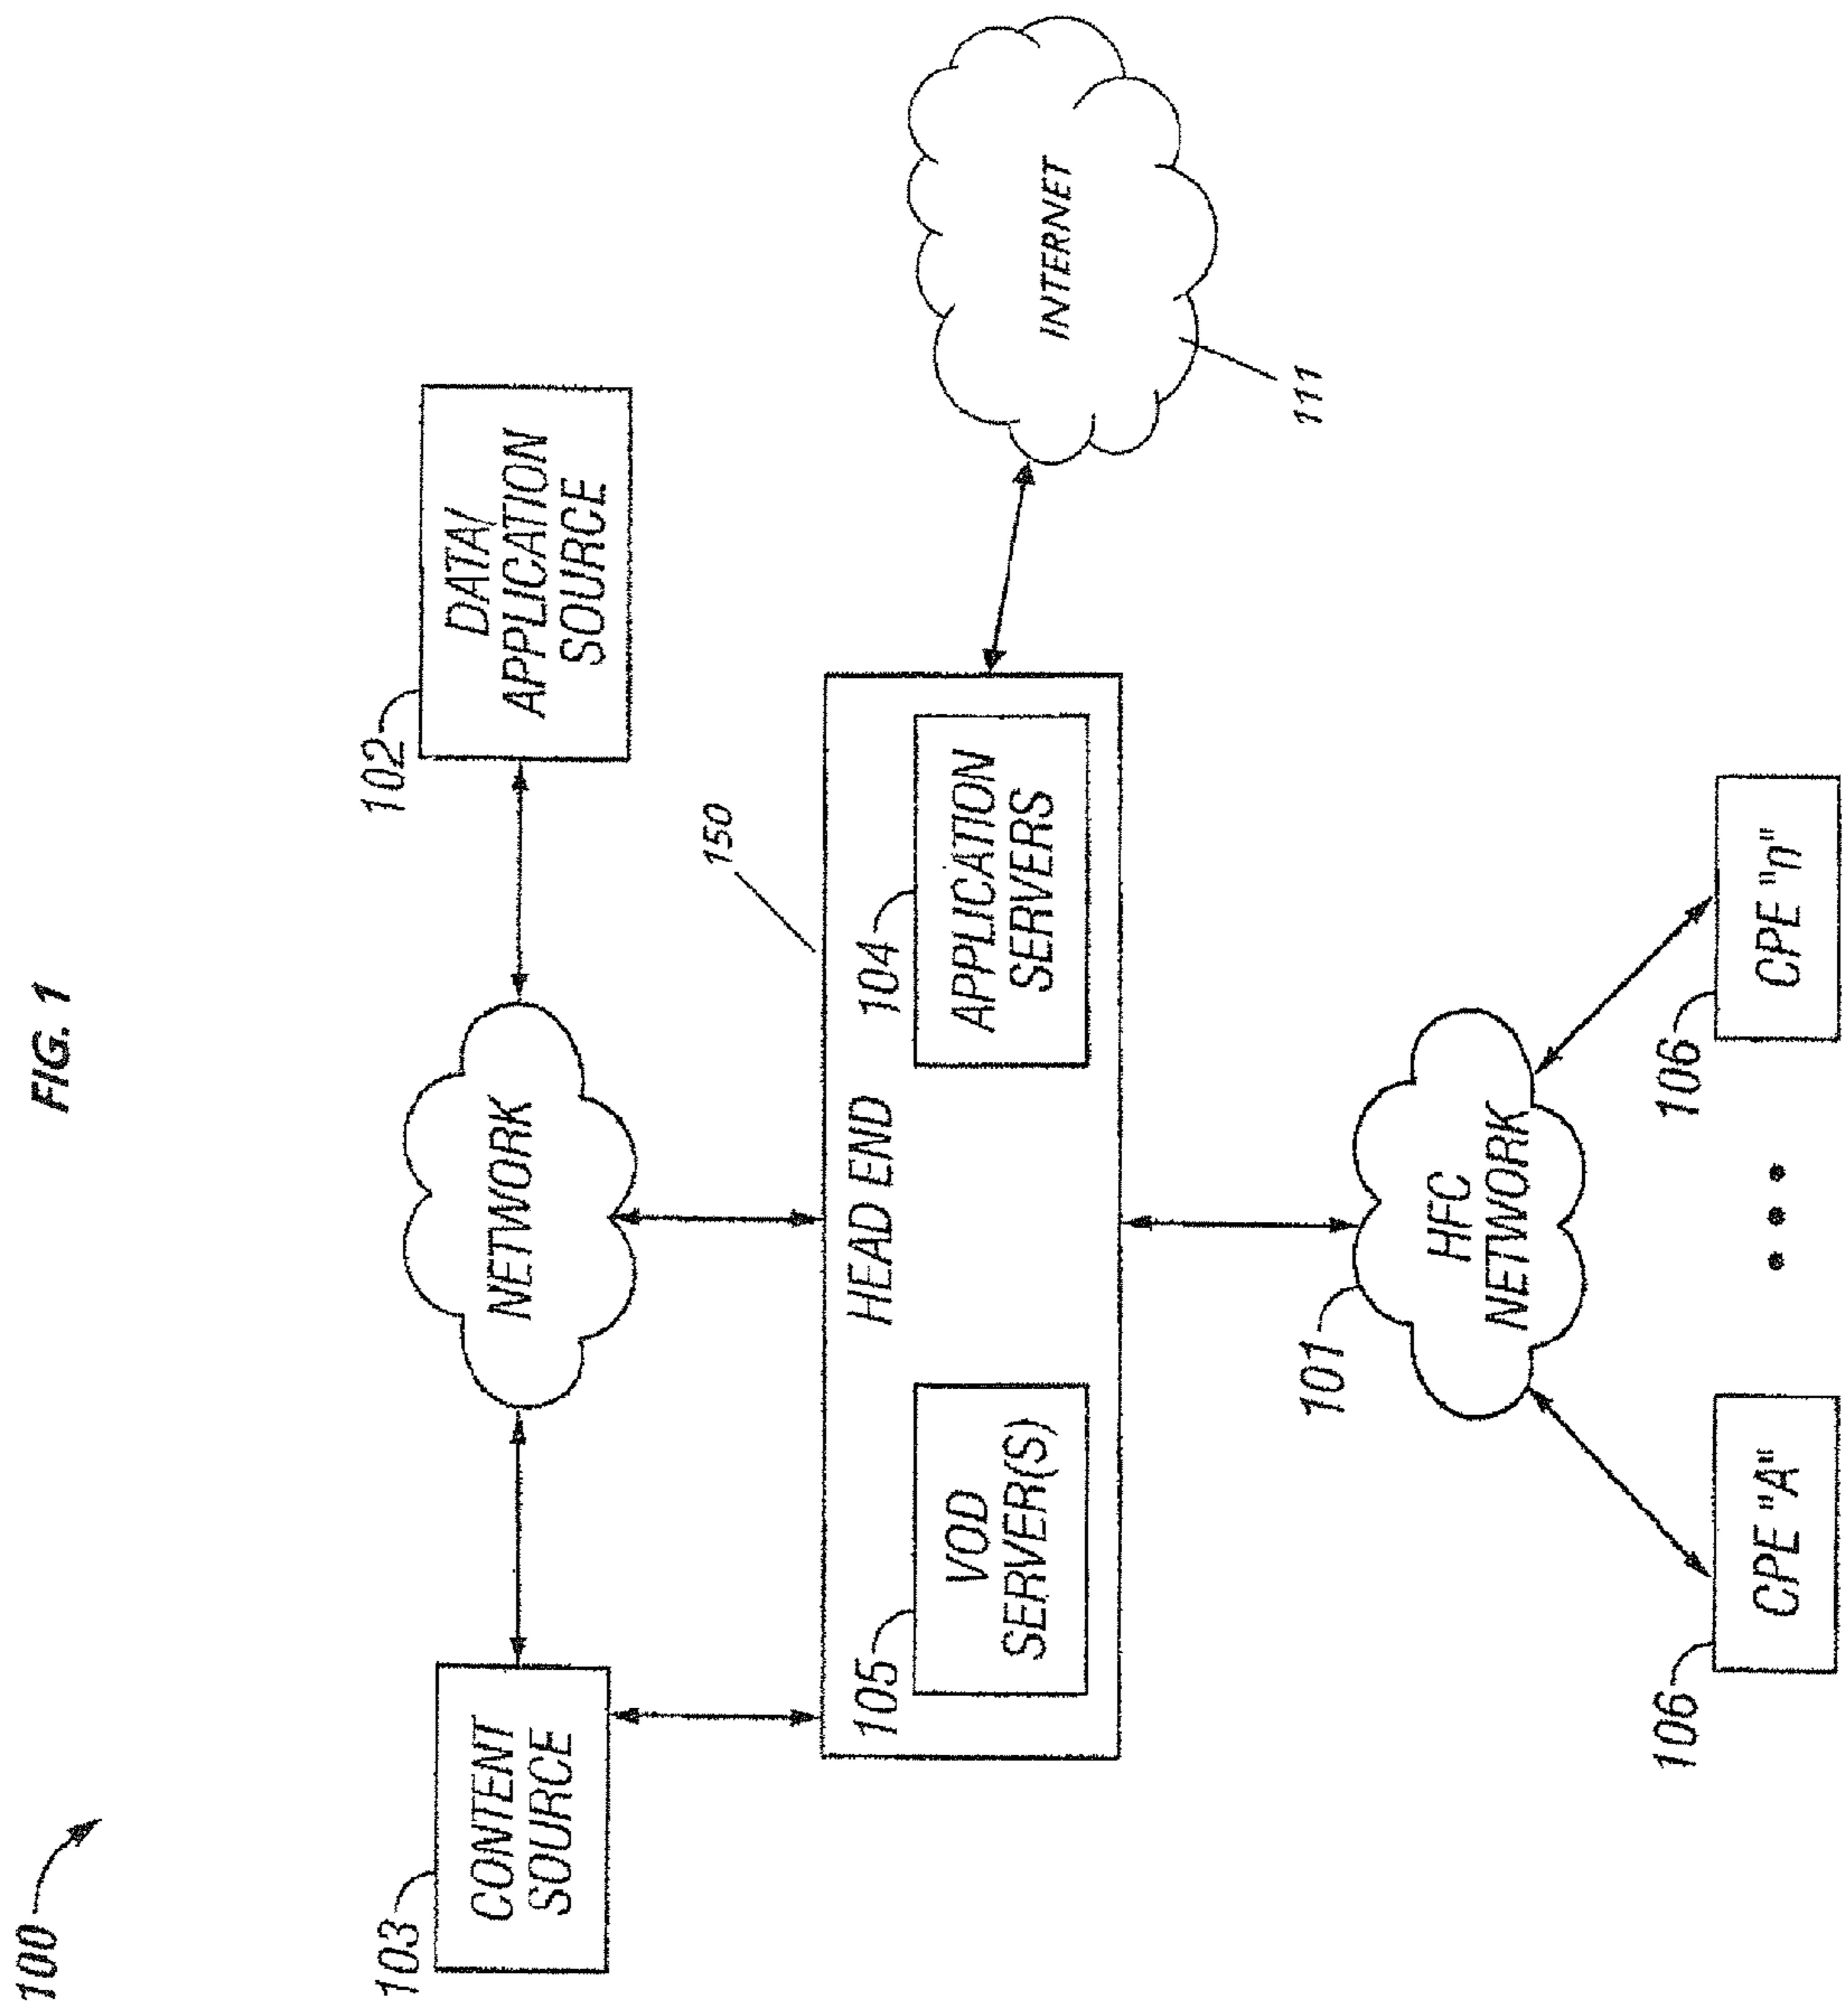 FIG. 1
100
103
CONTENT
SOURCE
NETWORK
102
DATA/
APPLICATION
SOURCE
150
HEAD END
105
VOD
SERVER(S)
104
APPLICATION
SERVERS
INTERNET
111
101
HFC
NETWORK
106
CPE "A"
106
CPE "n"